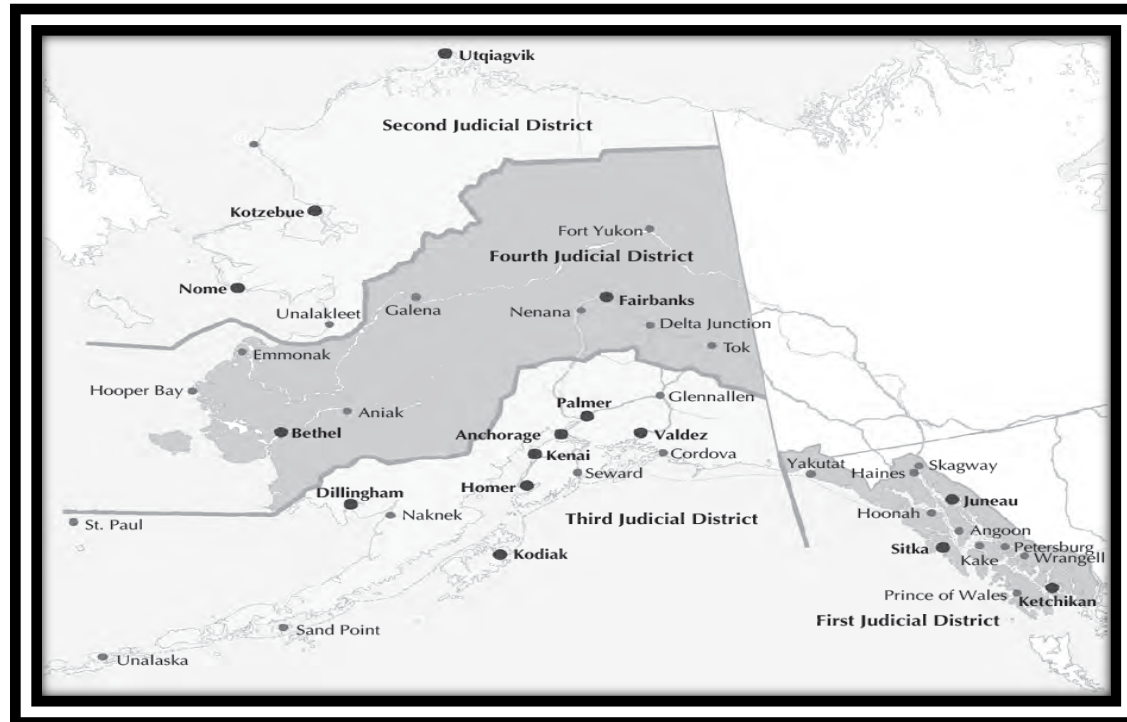 Utqiagvik
Second Judicial District
Kotzebue
Fort Yukon
Fourth Judicial District
Nome
Galena
Fairbanks
Unalakleet
Nenana
Delta Junction
Tok
Emmonak
Hooper Bay
Glennallen
Palmer
Aniak
Bethel
Anchorage
Valdez
Kenai
Cordova
Yakutat
Skagway
Haines
Seward
Homer
Dillingham
Juneau
Hoonah
Naknek
Third Judicial District
St. Paul
Angoon
Sitka
Petersburg
Kodiak
Kake
Wrangell
Prince of Wales
Ketchikan
First Judicial District
Sand Point
Unalaska